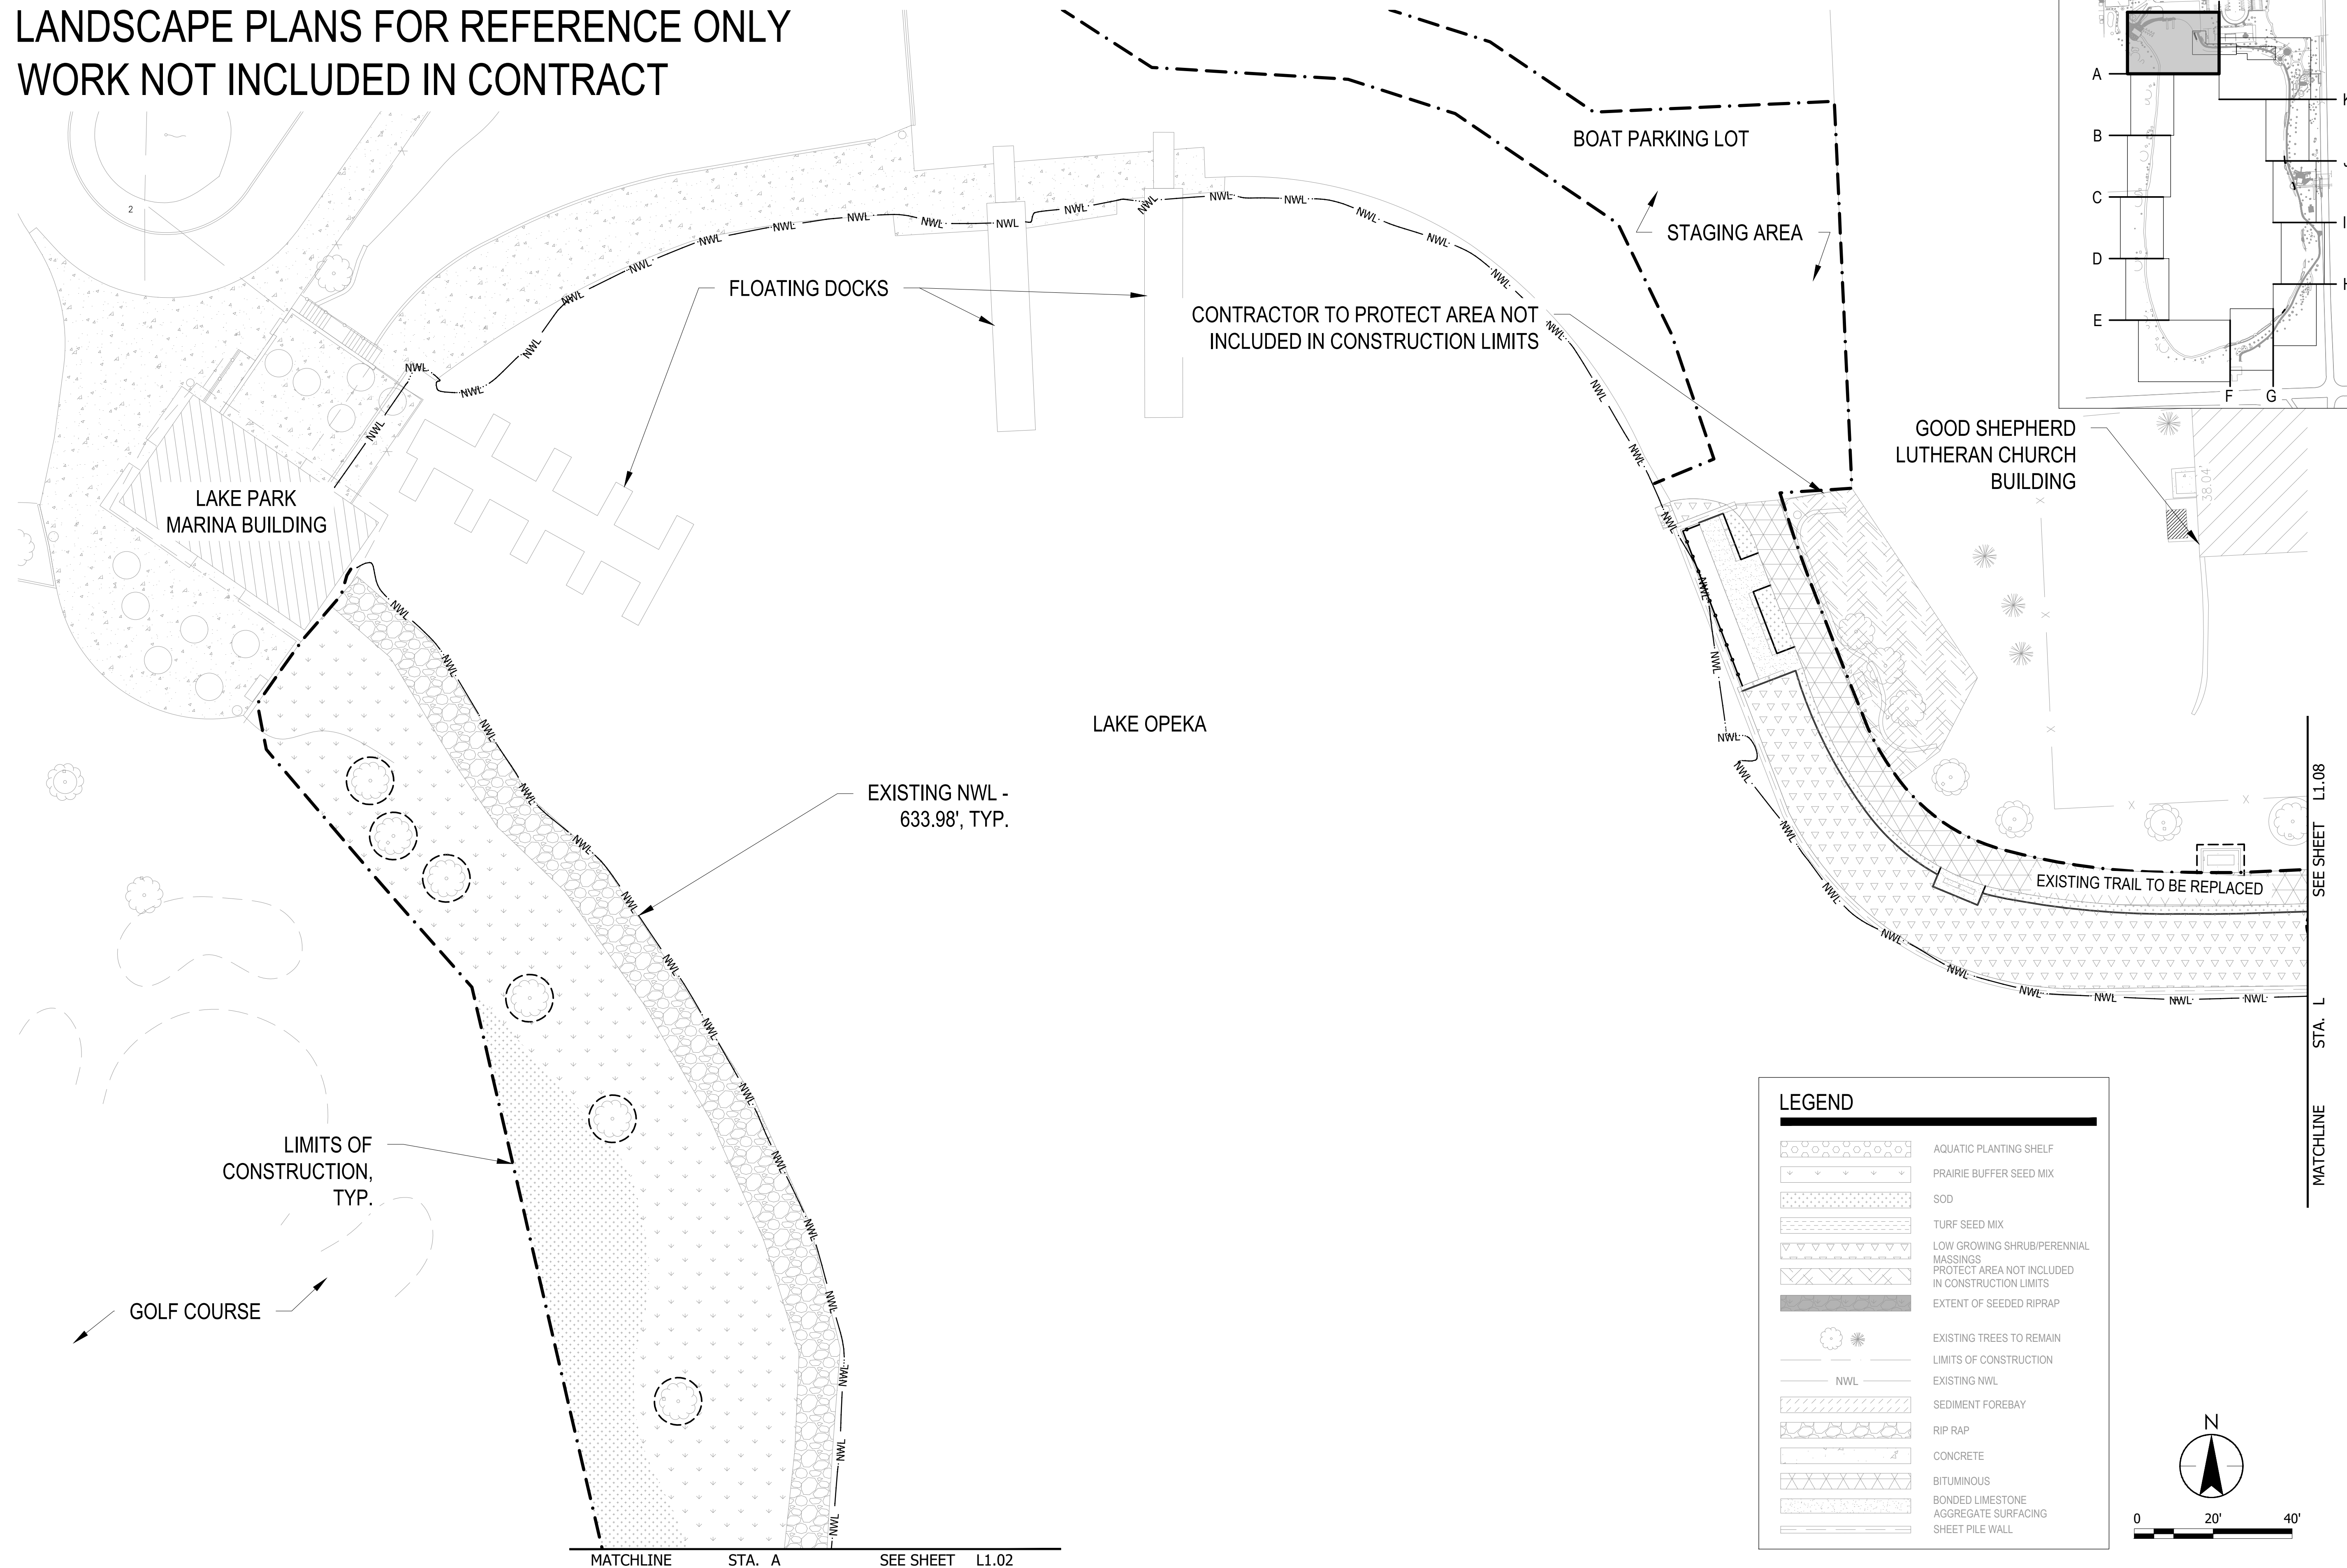 LANDSCAPE PLANS FOR REFERENCE ONLY
WORK NOT INCLUDED IN CONTRACT
A
B
C
D
E
F
G
H
I
J
K
BOAT PARKING LOT
STAGING AREA
2
FLOATING DOCKS
CONTRACTOR TO PROTECT AREA NOT
INCLUDED IN CONSTRUCTION LIMITS
GOOD SHEPHERD
LUTHERAN CHURCH
BUILDING
38.04'
LAKE PARK
MARINA BUILDING
NWL
LAKE OPEKA
EXISTING NWL -
633.98', TYP.
EXISTING TRAIL TO BE REPLACED
MATCHLINE STA. L SEE SHEET L1.08
LIMITS OF
CONSTRUCTION,
TYP.
GOLF COURSE
LEGEND
AQUATIC PLANTING SHELF
PRAIRIE BUFFER SEED MIX
SOD
TURF SEED MIX
LOW GROWING SHRUB/PERENNIAL
MASSINGS
PROTECT AREA NOT INCLUDED
IN CONSTRUCTION LIMITS
EXTENT OF SEEDED RIPRAP
EXISTING TREES TO REMAIN
LIMITS OF CONSTRUCTION
NWL EXISTING NWL
SEDIMENT FOREBAY
RIP RAP
CONCRETE
BITUMINOUS
BONDED LIMESTONE
AGGREGATE SURFACING
SHEET PILE WALL
N
0 20' 40'
MATCHLINE STA. A SEE SHEET L1.02